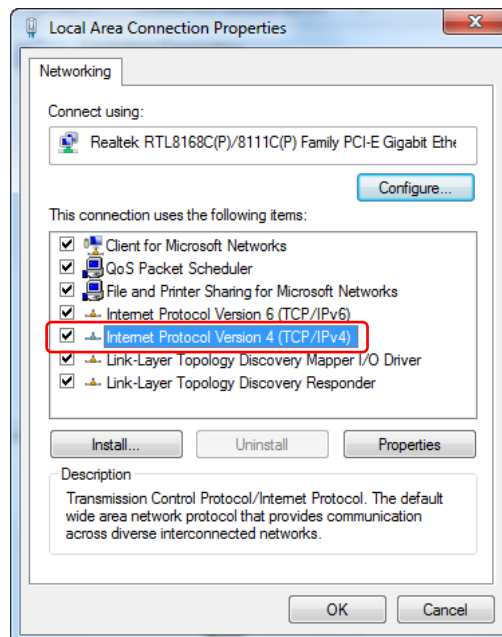 Local Area Connection Properties
Networking
Connect using:
Realtek RTL8168C(P)/8111C(P) Family PCI-E Gigabit Ethe
Configure...
This connection uses the following items:
Client for Microsoft Networks
QoS Packet Scheduler
File and Printer Sharing for Microsoft Networks
Internet Protocol Version 6 (TCP/IPv6)
Internet Protocol Version 4 (TCP/IPv4)
Link-Layer Topology Discovery Mapper I/O Driver
Link-Layer Topology Discovery Responder
Install... Uninstall Properties
Description
Transmission Control Protocol/Internet Protocol. The default
wide area network protocol that provides communication
across diverse interconnected networks.
OK Cancel